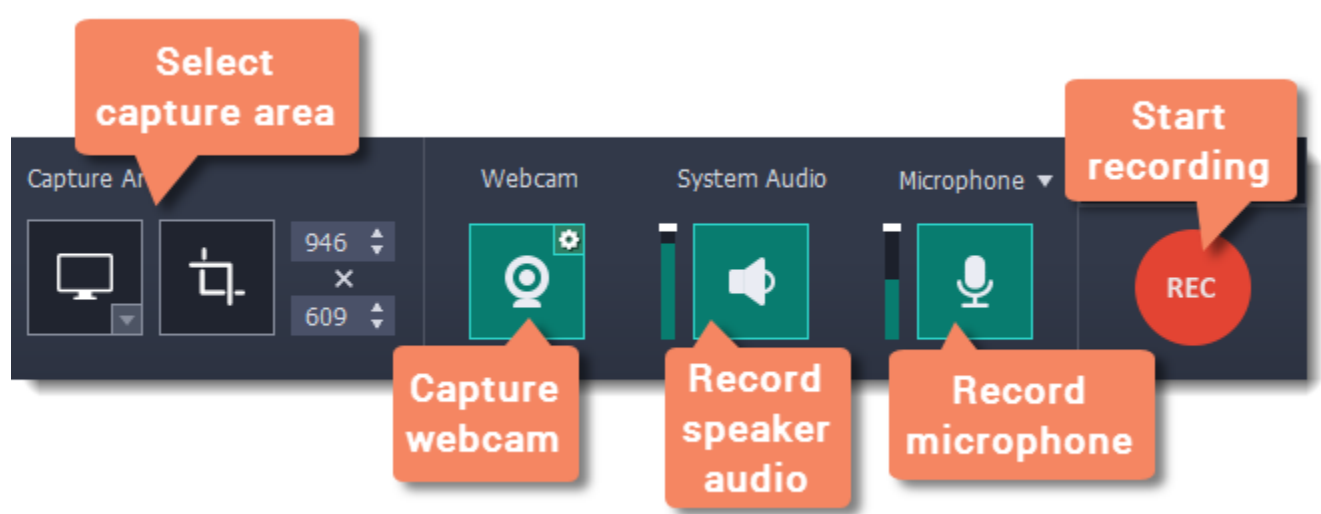 Select
capture area
Start
recording
Capture Ar
Webcam
System Audio
Microphone
946
×
609
REC
Capture
webcam
Record
speaker
audio
Record
microphone